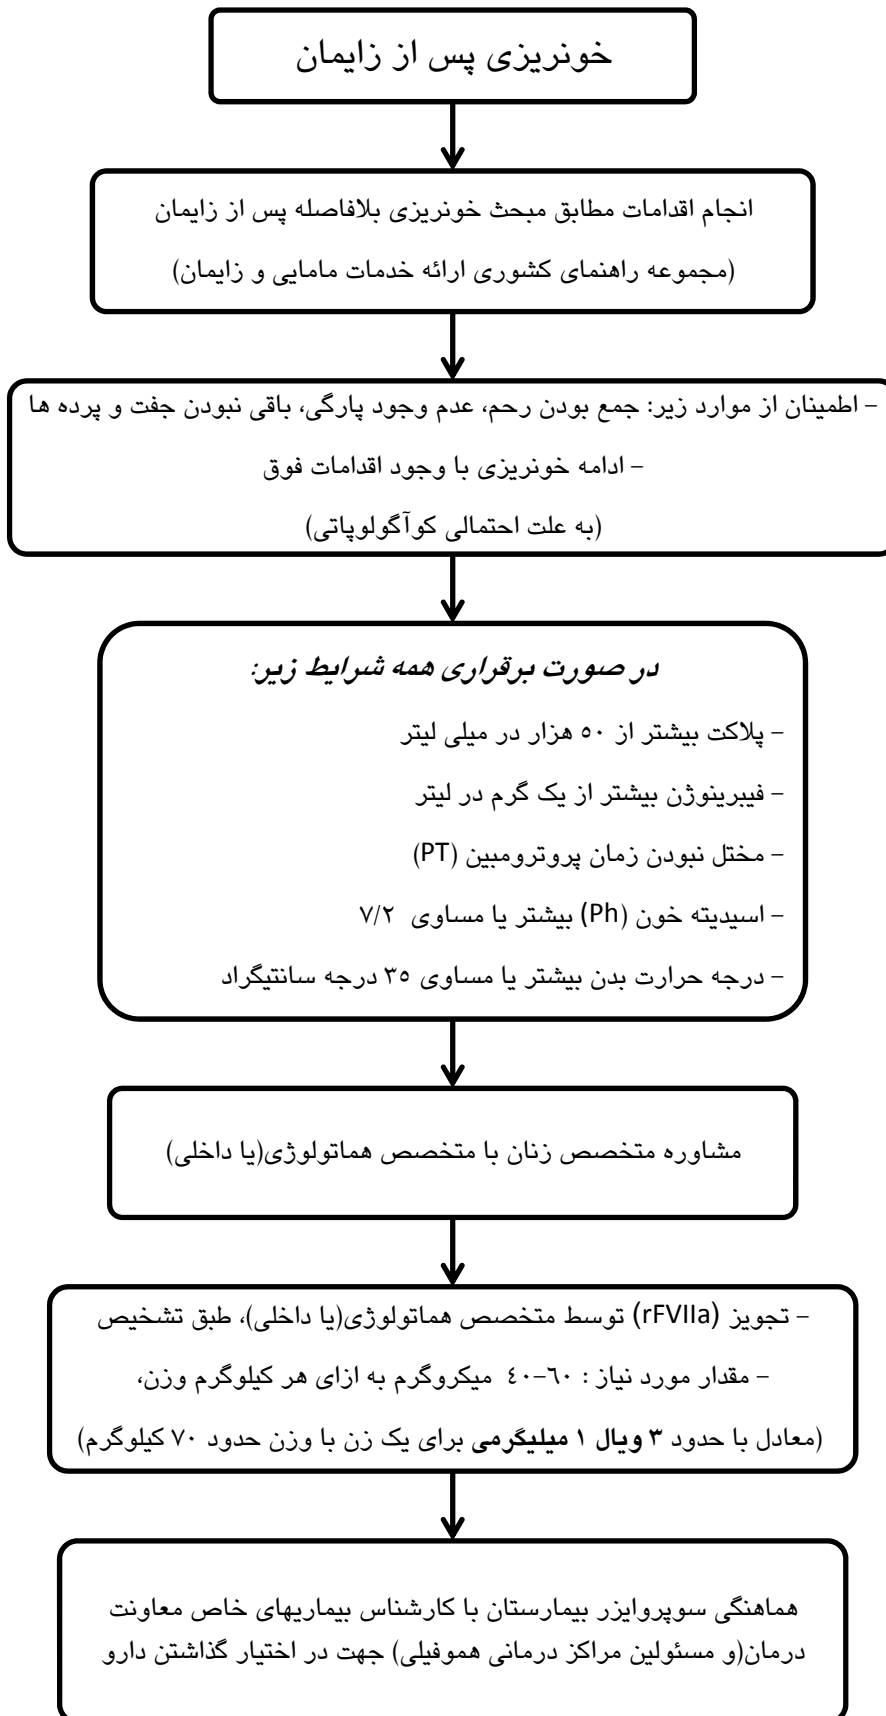 خونریزی پس از زایمان
انجام اقدامات مطابق مبحث خونریزی بلافاصله پس از زایمان
(مجموعه راهنمای کشوری ارائه خدمات مامایی و زایمان)
- اطمینان از موارد زیر: جمع بودن رحم، عدم وجود پارگی، باقی نبودن جفت و پرده ها
- ادامه خونریزی با وجود اقدامات فوق
(به علت احتمالی کوآگولوپاتی)
در صورت برقراری همه شرایط زیر:
- پلاکت بیشتر از ۵۰ هزار در میلی لیتر
- فیبرینوژن بیشتر از یک گرم در لیتر
- مختل نبودن زمان پروترومبین (PT)
- اسیدیته خون (Ph) بیشتر یا مساوی ۷/۲
- درجه حرارت بدن بیشتر یا مساوی ۳۵ درجه سانتیگراد
مشاوره متخصص زنان با متخصص هماتولوژی(یا داخلی)
- تجویز (rFVIIa) توسط متخصص هماتولوژی(یا داخلی)، طبق تشخیص
- مقدار مورد نیاز : ٦٠-٤٠ میکروگرم به ازای هر کیلوگرم وزن،
(معادل با حدود ۳ ویال ۱ میلیگرمی برای یک زن با وزن حدود ۷۰ کیلوگرم)
هماهنگی سوپروایزر بیمارستان با کارشناس بیماریهای خاص معاونت
درمان(و مسئولین مراکز درمانی هموفیلی) جهت در اختیار گذاشتن دارو